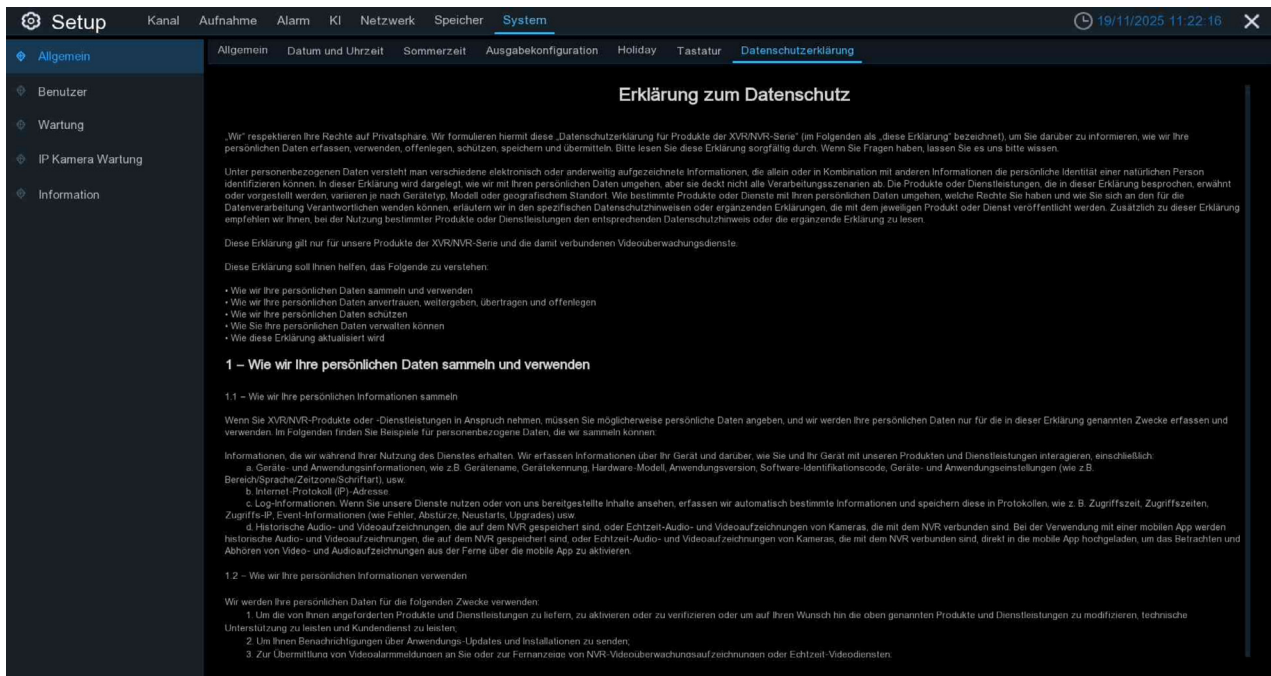 Setup Kanal Aufnahme Alarm KI Netzwerk Speicher System 19/11/2025 11:22:16
Allgemein Allgemein Datum und Uhrzeit Sommerzeit Ausgabekonfiguration Holiday Tastatur Datenschutzerklärung
Benutzer
Wartung
IP Kamera Wartung
Information
Erklärung zum Datenschutz
„Wir“ respektieren Ihre Rechte auf Privatsphäre. Wir formulieren hiermit diese „Datenschutzerklärung für Produkte der XVR/NVR-Serie“ (im Folgenden als „diese Erklärung“ bezeichnet), um Sie darüber zu informieren, wie wir Ihre
persönlichen Daten erfassen, verwenden, offenlegen, schützen, speichern und übermitteln. Bitte lesen Sie diese Erklärung sorgfältig durch. Wenn Sie Fragen haben, lassen Sie es uns bitte wissen.
Unter personenbezogenen Daten versteht man verschiedene elektronisch oder anderweitig aufgezeichnete Informationen, die allein oder in Kombination mit anderen Informationen die persönliche Identität einer natürlichen Person
identifizieren können. In dieser Erklärung wird dargelegt, wie wir mit Ihren persönlichen Daten umgehen, aber sie deckt nicht alle Verarbeitungsszenarien ab. Die Produkte oder Dienstleistungen, die in dieser Erklärung besprochen, erwähnt
oder vorgestellt werden, variieren je nach Gerätetyp, Modell oder geografischem Standort. Wie bestimmte Produkte oder Dienste mit Ihren persönlichen Daten umgehen, welche Rechte Sie haben und wie Sie sich an den für die
Datenverarbeitung Verantwortlichen wenden können, erläutern wir in den spezifischen Datenschutzhinweisen oder ergänzenden Erklärungen, die mit dem jeweiligen Produkt oder Dienst veröffentlicht werden. Zusätzlich zu dieser Erklärung
empfehlen wir Ihnen, bei der Nutzung bestimmter Produkte oder Dienstleistungen den entsprechenden Datenschutzhinweis oder die ergänzende Erklärung zu lesen.
Diese Erklärung gilt nur für unsere Produkte der XVR/NVR-Serie und die damit verbundenen Videoüberwachungsdienste.
Diese Erklärung soll Ihnen helfen, das Folgende zu verstehen:
• Wie wir Ihre persönlichen Daten sammeln und verwenden
• Wie wir Ihre persönlichen Daten anvertrauen, weitergeben, übertragen und offenlegen
• Wie wir Ihre persönlichen Daten schützen
• Wie Sie Ihre persönlichen Daten verwalten können
• Wie diese Erklärung aktualisiert wird
1 – Wie wir Ihre persönlichen Daten sammeln und verwenden
1.1 – Wie wir Ihre persönlichen Informationen sammeln
Wenn Sie XVR/NVR-Produkte oder -Dienstleistungen in Anspruch nehmen, müssen Sie möglicherweise persönliche Daten angeben, und wir werden Ihre persönlichen Daten nur für die in dieser Erklärung genannten Zwecke erfassen und
verwenden. Im Folgenden finden Sie Beispiele für personenbezogene Daten, die wir sammeln können:
Informationen, die wir während Ihrer Nutzung des Dienstes erhalten. Wir erfassen Informationen über Ihr Gerät und darüber, wie Sie und Ihr Gerät mit unseren Produkten und Dienstleistungen interagieren, einschließlich:
a. Geräte- und Anwendungsinformationen, wie z.B. Gerätename, Gerätekennung, Hardware-Modell, Anwendungsversion, Software-Identifikationscode, Geräte- und Anwendungseinstellungen (wie z.B.
Bereich/Sprache/Zeitzone/Schriftart), usw.
b. Internet-Protokoll (IP)-Adresse.
c. Log-Informationen. Wenn Sie unsere Dienste nutzen oder von uns bereitgestellte Inhalte ansehen, erfassen wir automatisch bestimmte Informationen und speichern diese in Protokollen, wie z. B. Zugriffszeit, Zugriffszeiten,
Zugriffs-IP, Event-Informationen (wie Fehler, Abstürze, Neustarts, Upgrades) usw.
d. Historische Audio- und Videoaufzeichnungen, die auf dem NVR gespeichert sind, oder Echtzeit-Audio- und Videoaufzeichnungen von Kameras, die mit dem NVR verbunden sind. Bei der Verwendung mit einer mobilen App werden
historische Audio- und Videoaufzeichnungen, die auf dem NVR gespeichert sind, oder Echtzeit-Audio- und Videoaufzeichnungen von Kameras, die mit dem NVR verbunden sind, direkt in die mobile App hochgeladen, um das Betrachten und
Abhören von Video- und Audioaufzeichnungen aus der Ferne über die mobile App zu aktivieren.
1.2 – Wie wir Ihre persönlichen Informationen verwenden
Wir werden Ihre persönlichen Daten für die folgenden Zwecke verwenden:
1. Um die von Ihnen angeforderten Produkte und Dienstleistungen zu liefern, zu aktivieren oder zu verifizieren oder um auf Ihren Wunsch hin die oben genannten Produkte und Dienstleistungen zu modifizieren, technische
Unterstützung zu leisten und Kundendienst zu leisten;
2. Um Ihnen Benachrichtigungen über Anwendungs-Updates und Installationen zu senden;
3. Zur Übermittlung von Videoalarmmeldungen an Sie oder zur Fernanzeige von NVR-Videoüberwachungsaufzeichnungen oder Echtzeit-Videodiensten.